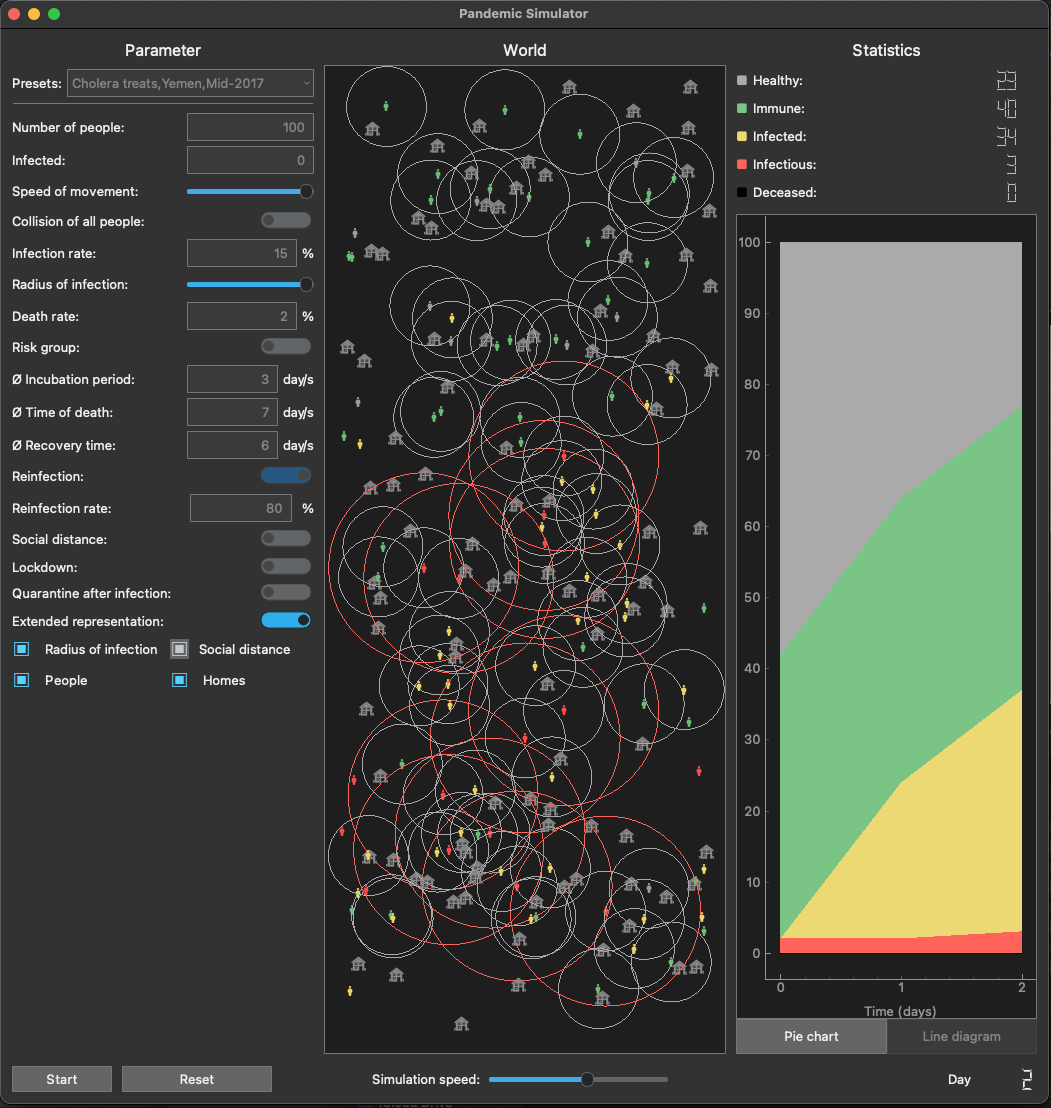 Pandemic Simulator
Parameter
Presets: Cholera treats,Yemen,Mid-2017
Number of people: 100
Infected: 0
Speed of movement:
Collision of all people:
Infection rate: 15 %
Radius of infection:
Death rate: 2 %
Risk group:
Ø Incubation period: 3 day/s
Ø Time of death: 7 day/s
Ø Recovery time: 6 day/s
Reinfection:
Reinfection rate: 80 %
Social distance:
Lockdown:
Quarantine after infection:
Extended representation:
Radius of infection Social distance
People Homes
Start Reset
World
Simulation speed:
Statistics
Healthy: 23
Immune: 40
Infected: 34
Infectious: 3
Deceased: 0
100
90
80
70
60
50
40
30
20
10
0
0 1 2
Time (days)
Pie chart Line diagram
Day 2